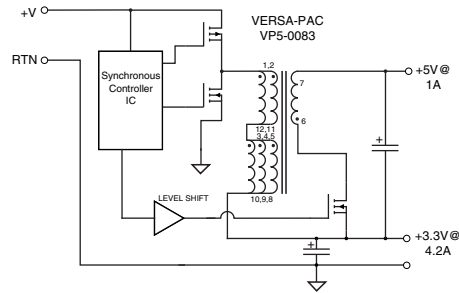 +V
VERSA-PAC
VP5-0083
RTN
Synchronous
Controller
IC
1,2
7
+5V@
1A
6
+
12,11
3,4,5
LEVEL SHIFT
10,9,8
+
+3.3V@
4.2A